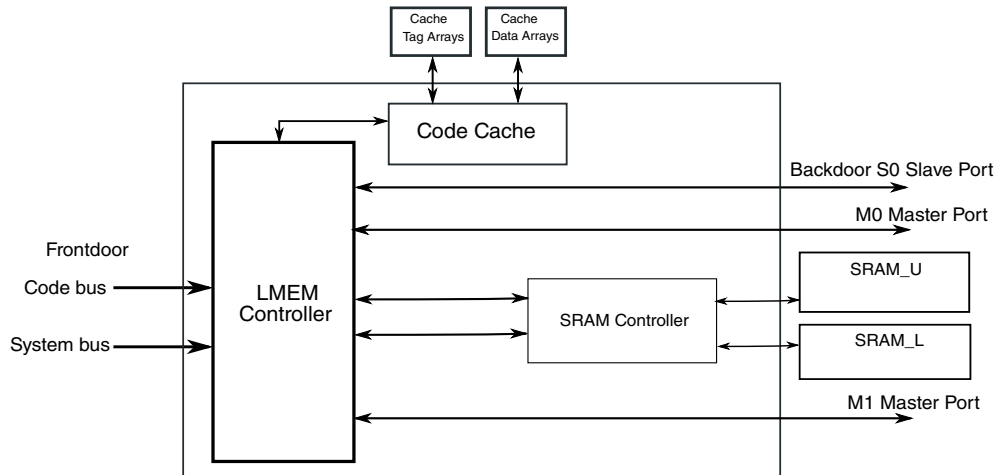 Cache
Tag Arrays
Cache
Data Arrays
Code Cache
Backdoor S0 Slave Port
M0 Master Port
Frontdoor
Code bus
System bus
LMEM
Controller
SRAM Controller
SRAM_U
SRAM_L
M1 Master Port